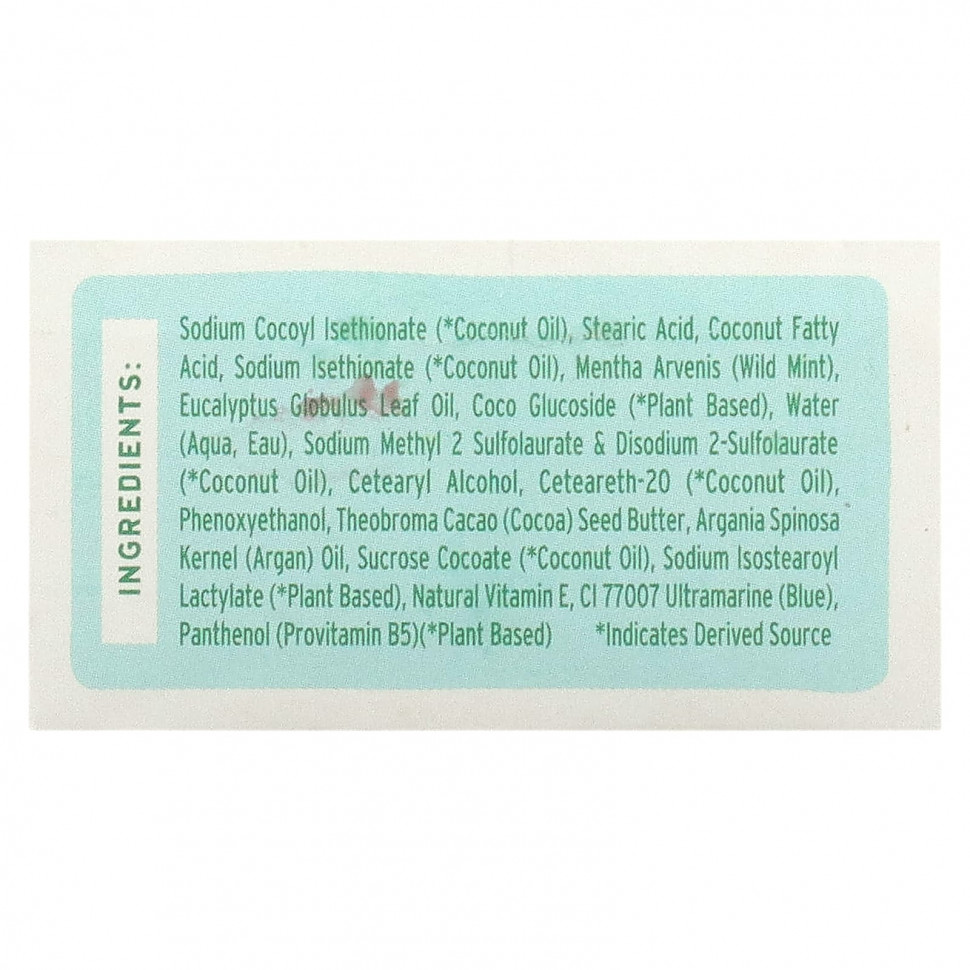 INGREDIENTS:
Sodium Cocoyl Isethionate (*Coconut Oil), Stearic Acid, Coconut Fatty
Acid, Sodium Isethionate (*Coconut Oil), Mentha Arvenis (Wild Mint),
Eucalyptus Globulus Leaf Oil, Coco Glucoside (*Plant Based), Water
(Aqua, Eau), Sodium Methyl 2 Sulfolaurate & Disodium 2-Sulfolaurate
(*Coconut Oil), Cetearyl Alcohol, Ceteareth-20 (*Coconut Oil),
Phenoxyethanol, Theobroma Cacao (Cocoa) Seed Butter, Argania Spinosa
Kernel (Argan) Oil, Sucrose Cocoate (*Coconut Oil), Sodium Isostearoyl
Lactylate (*Plant Based), Natural Vitamin E, CI 77007 Ultramarine (Blue),
Panthenol (Provitamin B5)(*Plant Based) *Indicates Derived Source